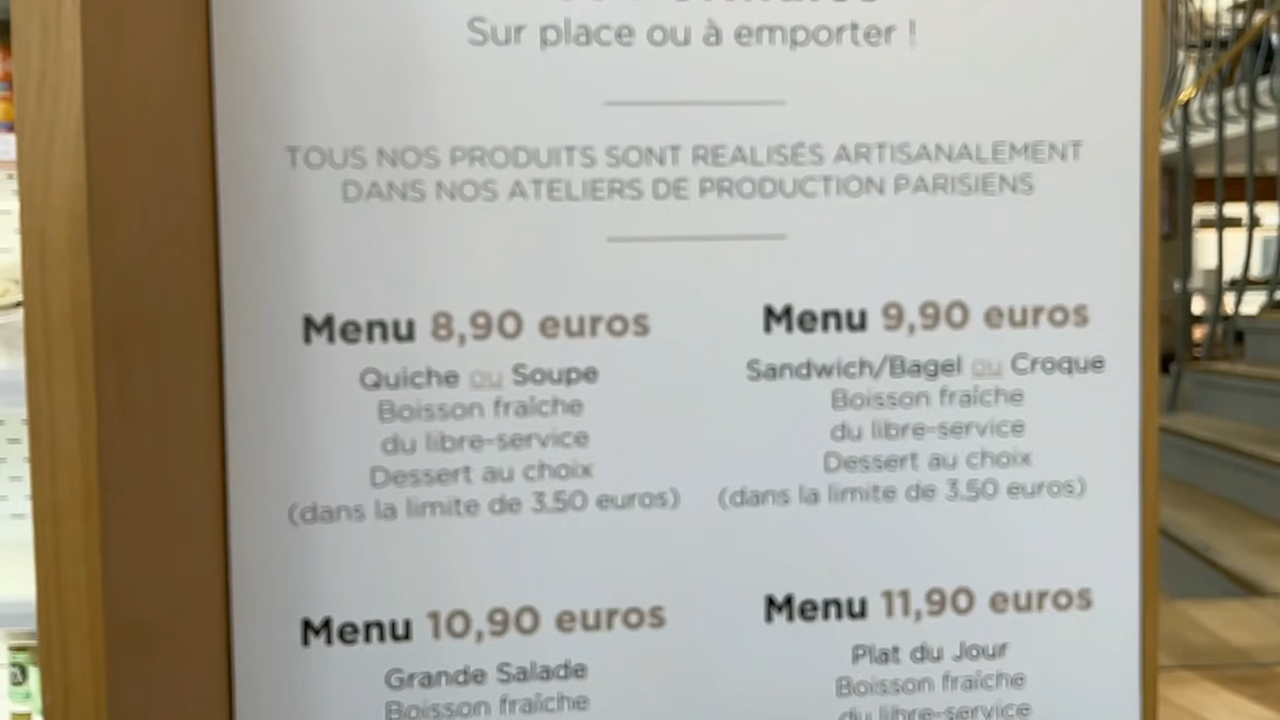 Sur place ou à emporter !
TOUS NOS PRODUITS SONT REALISÉS ARTISANALEMENT
DANS NOS ATELIERS DE PRODUCTION PARISIENS
Menu 8,90 euros
Quiche ou Soupe
Boisson fraîche
du libre-service
Dessert au choix
(dans la limite de 3.50 euros)
Menu 9,90 euros
Sandwich/Bagel ou Croque
Boisson fraîche
du libre-service
Dessert au choix
(dans la limite de 3.50 euros)
Menu 10,90 euros
Grande Salade
Boisson fraîche
Menu 11,90 euros
Plat du Jour
Boisson fraîche
du libre-service